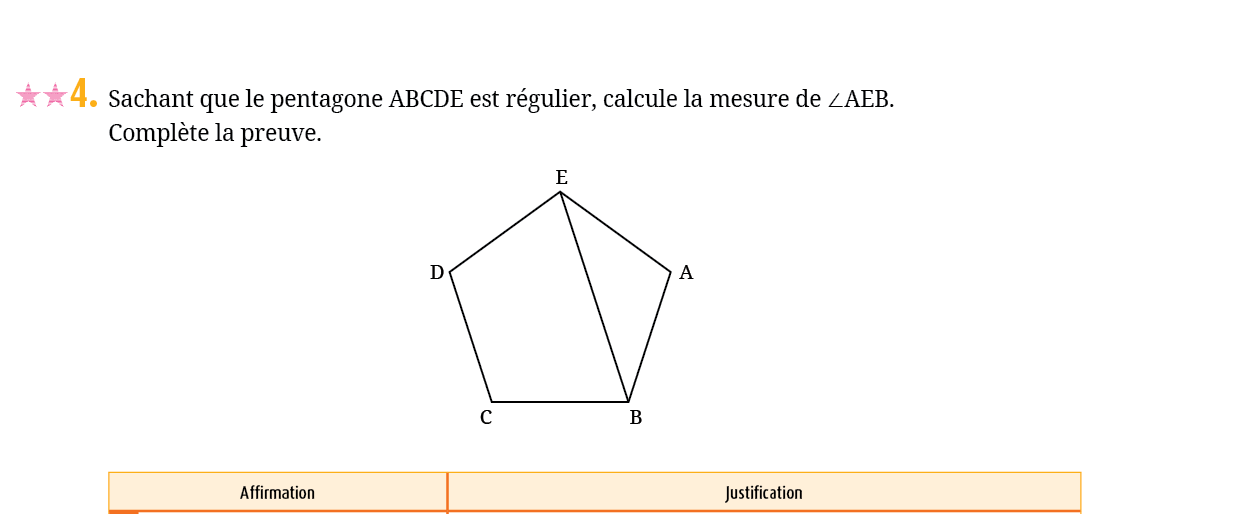 4. Sachant que le pentagone ABCDE est régulier, calcule la mesure de ∠AEB.
Complète la preuve.
E
D
A
C
B
Affirmation
Justification